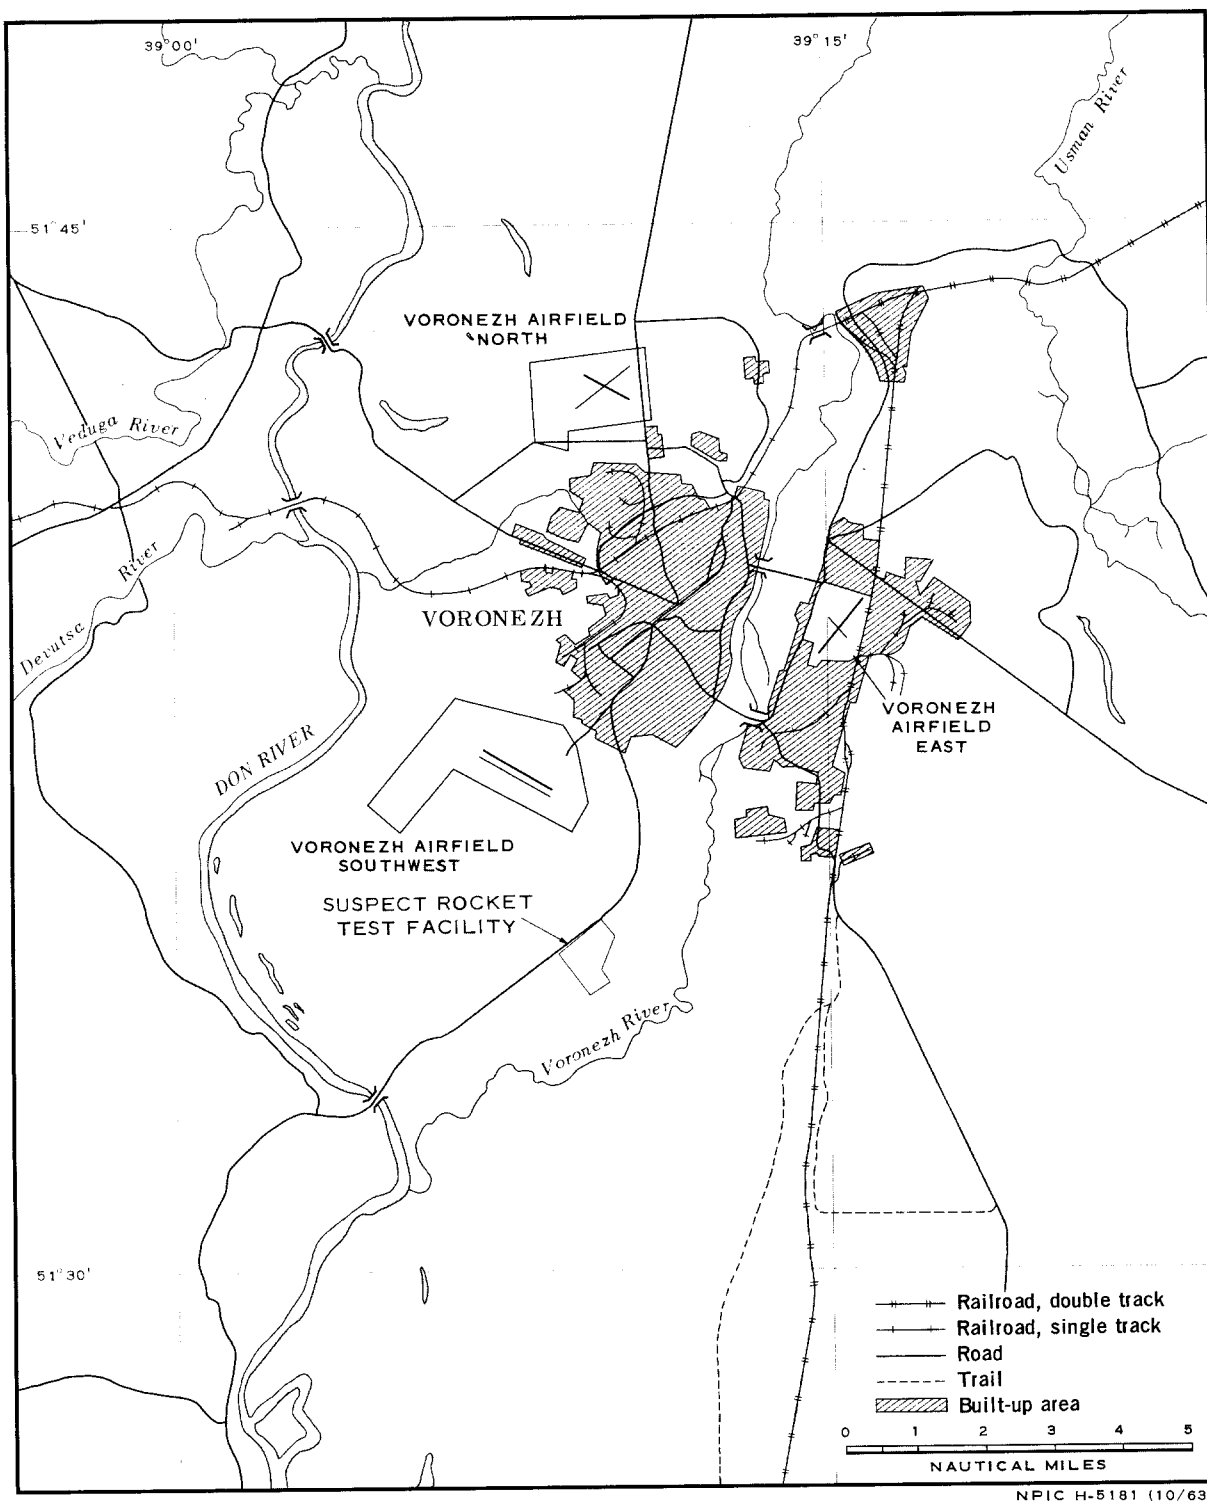 39°00'
39°15'
Usman River
51°45'
VORONEZH AIRFIELD
NORTH
Veduga River
Devutsa River
VORONEZH
VORONEZH
AIRFIELD
EAST
DON RIVER
VORONEZH AIRFIELD
SOUTHWEST
SUSPECT ROCKET
TEST FACILITY
Voronezh River
51°30'
Railroad, double track
Railroad, single track
Road
Trail
Built-up area
0 1 2 3 4 5
NAUTICAL MILES
NPIC H-5181 (10/63